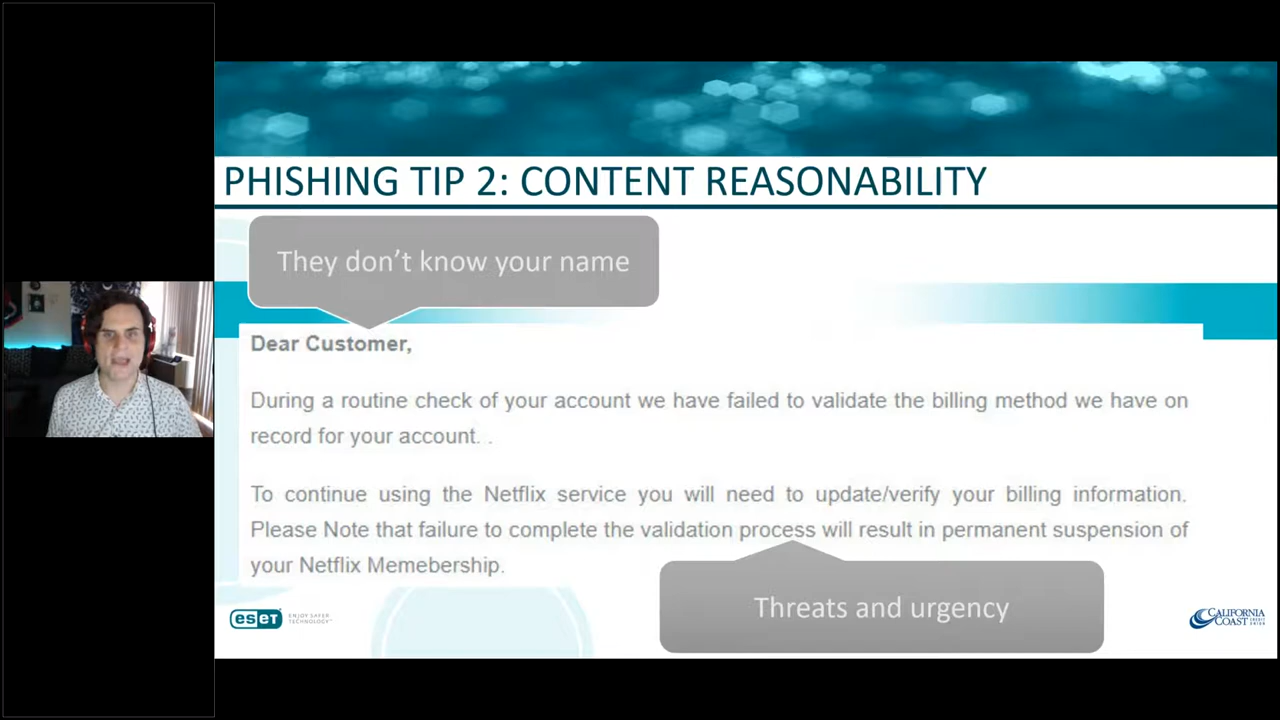 PHISHING TIP 2: CONTENT REASONABILITY
They don’t know your name
Dear Customer,
During a routine check of your account we have failed to validate the billing method we have on
record for your account. .
To continue using the Netflix service you will need to update/verify your billing information.
Please Note that failure to complete the validation process will result in permanent suspension of
your Netflix Memebership.
Threats and urgency
eset
ENJOY SAFER
TECHNOLOGY™
CALIFORNIA
COAST
CREDIT
UNION